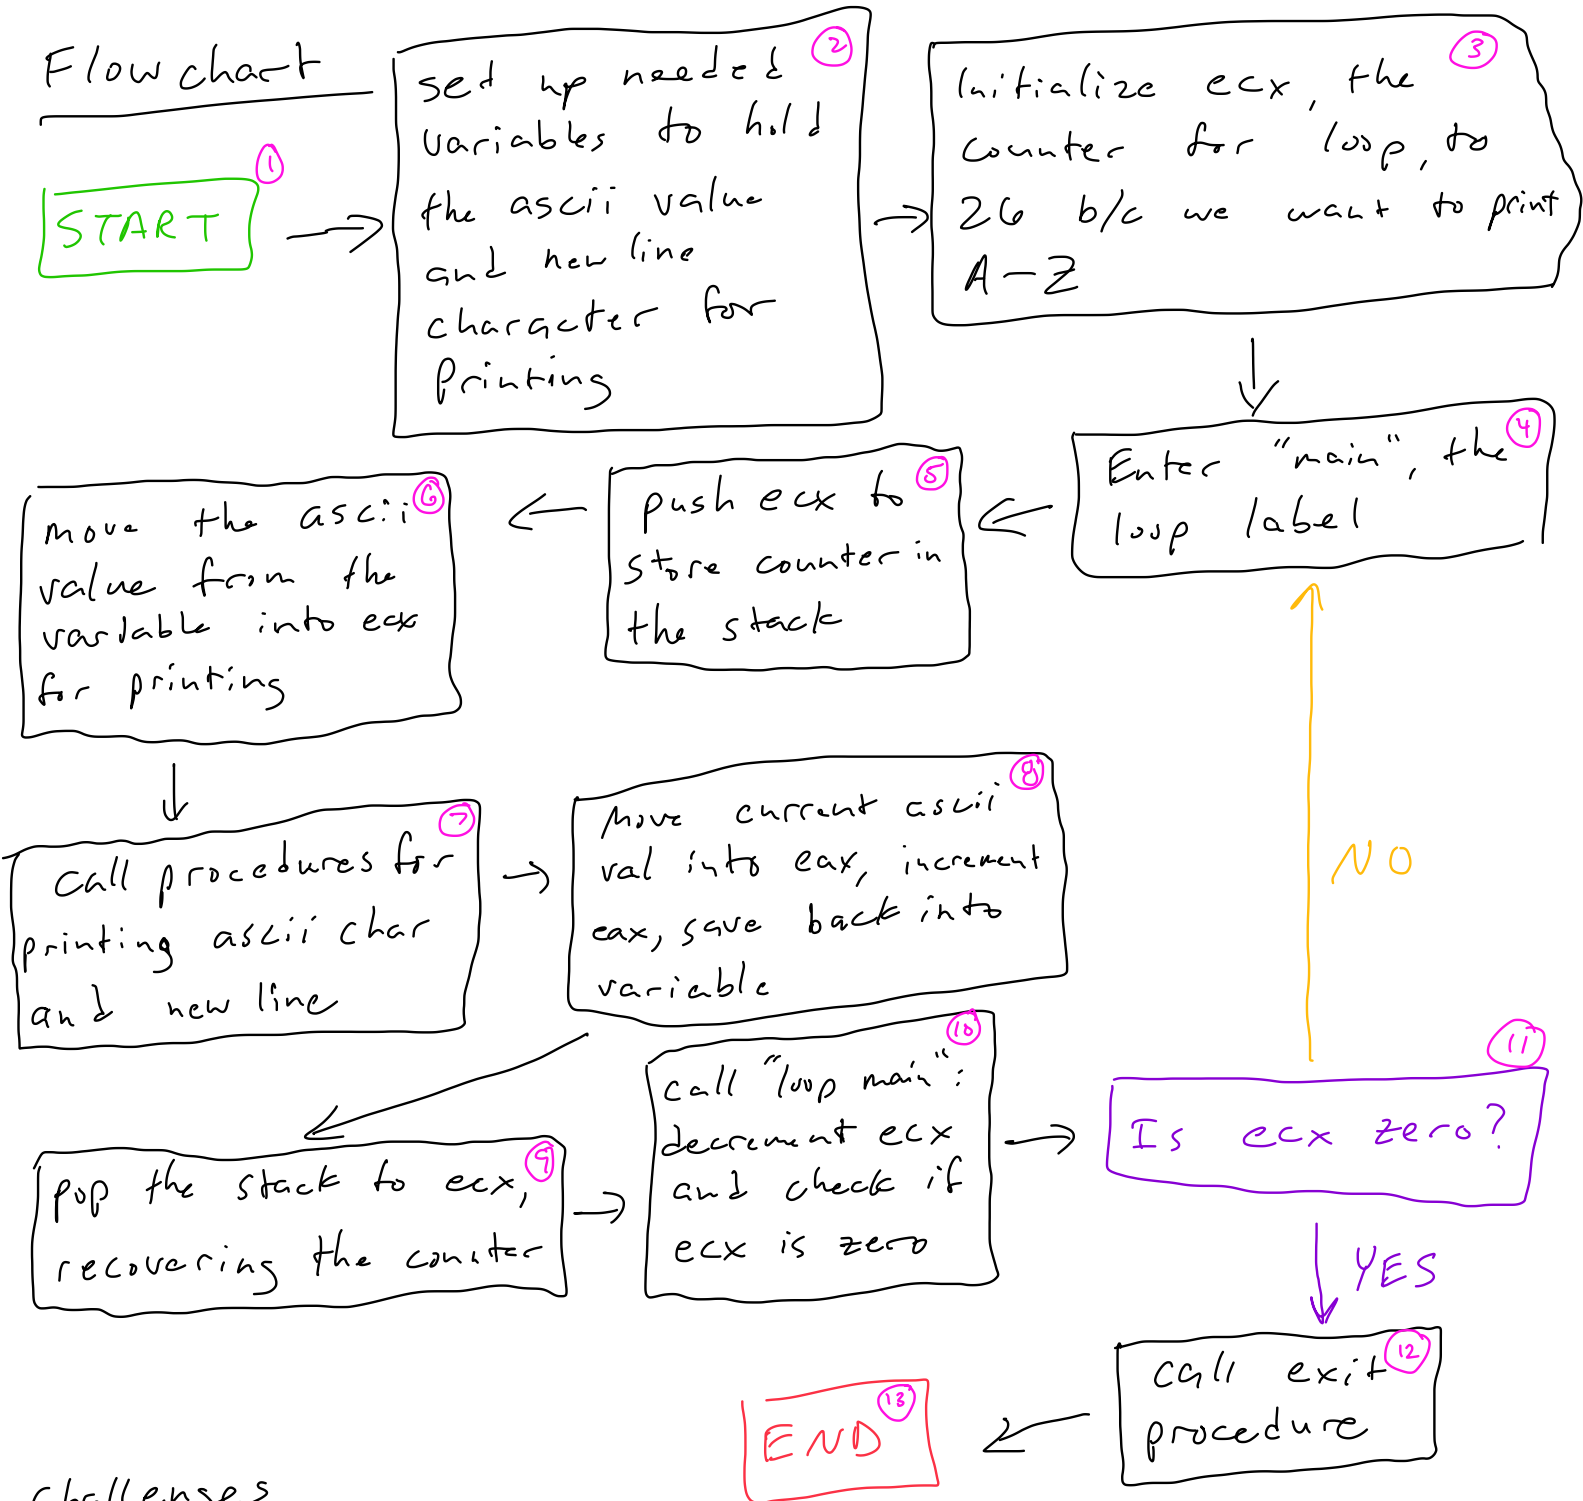 Flowchart
1
START
2
set up needed
variables to hold
the ascii value
and new line
character for
Printing
3
Initialize ecx, the
counter for loop, to
26 b/c we want to print
A-Z
4
Enter "main", the
loop label
5
push ecx to
store counter in
the stack
6
move the ascii
value from the
variable into ecx
for printing
7
call procedures for
printing ascii char
and new line
8
Move current ascii
val into eax, increment
eax, save back into
variable
9
pop the stack to ecx,
recovering the counter
10
call "loop main":
decrement ecx
and check if
ecx is zero
11
Is ecx zero?
NO
YES
12
call exit
procedure
13
END
Challenges